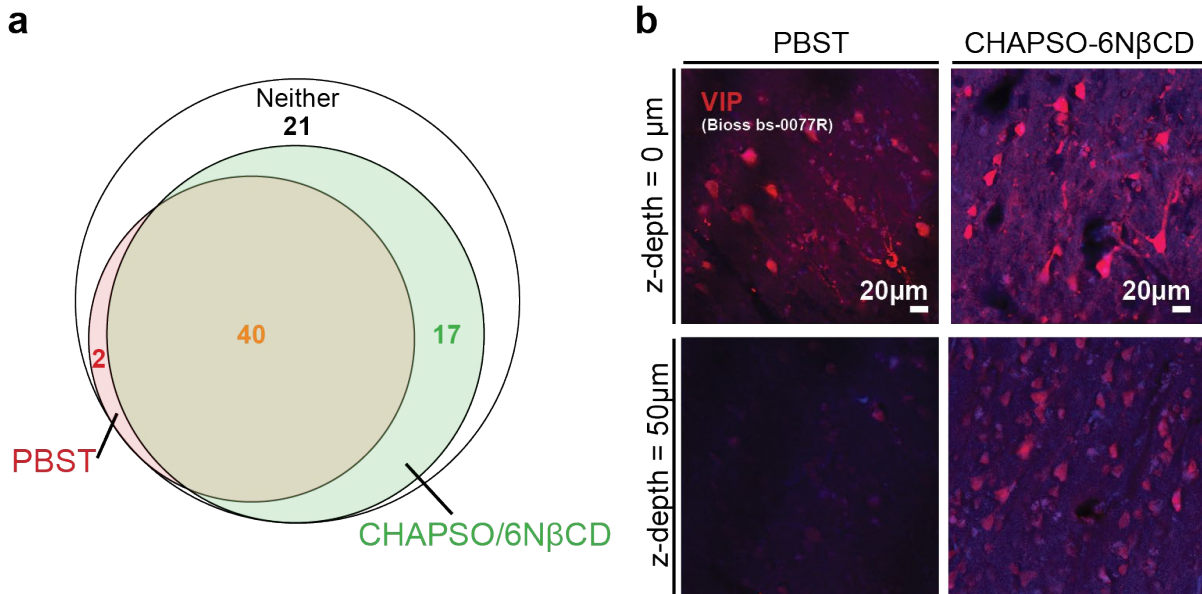 a
Neither
21
40
17
2
PBST
CHAPSO/6NβCD
b
PBST
CHAPSO-6NβCD
z-depth = 0 µm
VIP
(Bioss bs-0077R)
20µm
20µm
z-depth = 50µm